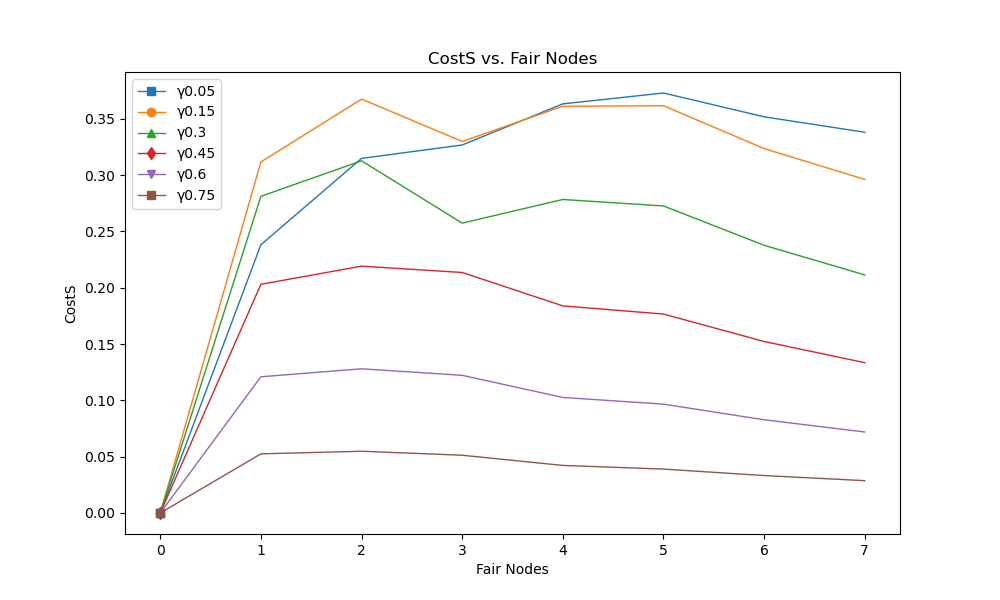 CostS vs. Fair Nodes
γ0.05
γ0.15
γ0.3
γ0.45
γ0.6
γ0.75
CostS
0.35
0.30
0.25
0.20
0.15
0.10
0.05
0.00
0 1 2 3 4 5 6 7
Fair Nodes